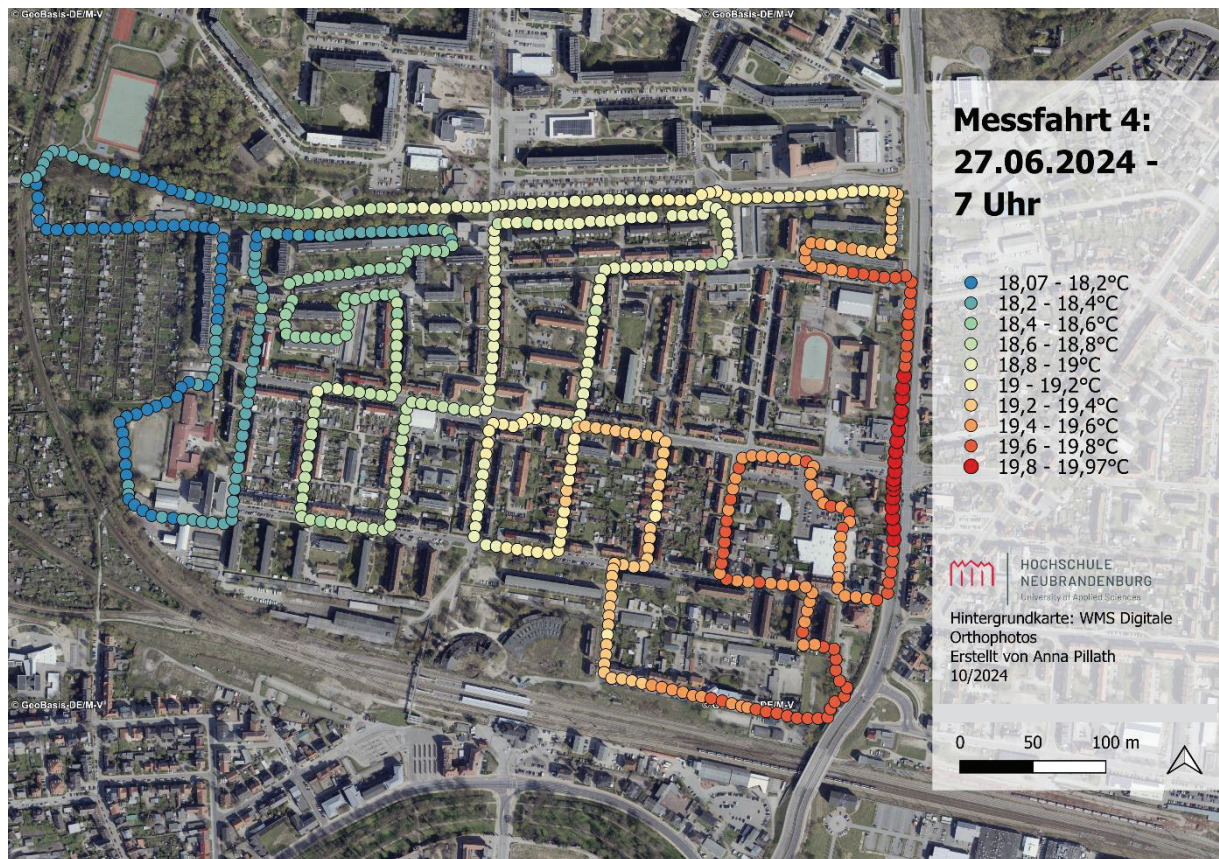 © GeoBasis-DE/M-V
© GeoBasis-DE/M-V
Messfahrt 4:
27.06.2024 -
7 Uhr
18,07 - 18,2°C
18,2 - 18,4°C
18,4 - 18,6°C
18,6 - 18,8°C
18,8 - 19°C
19 - 19,2°C
19,2 - 19,4°C
19,4 - 19,6°C
19,6 - 19,8°C
19,8 - 19,97°C
HOCHSCHULE
NEUBRANDENBURG
University of Applied Sciences
Hintergrundkarte: WMS Digitale
Orthophotos
Erstellt von Anna Pillath
10/2024
© GeoBasis-DE/M-V
© GeoBasis-DE/M-V
0 50 100 m